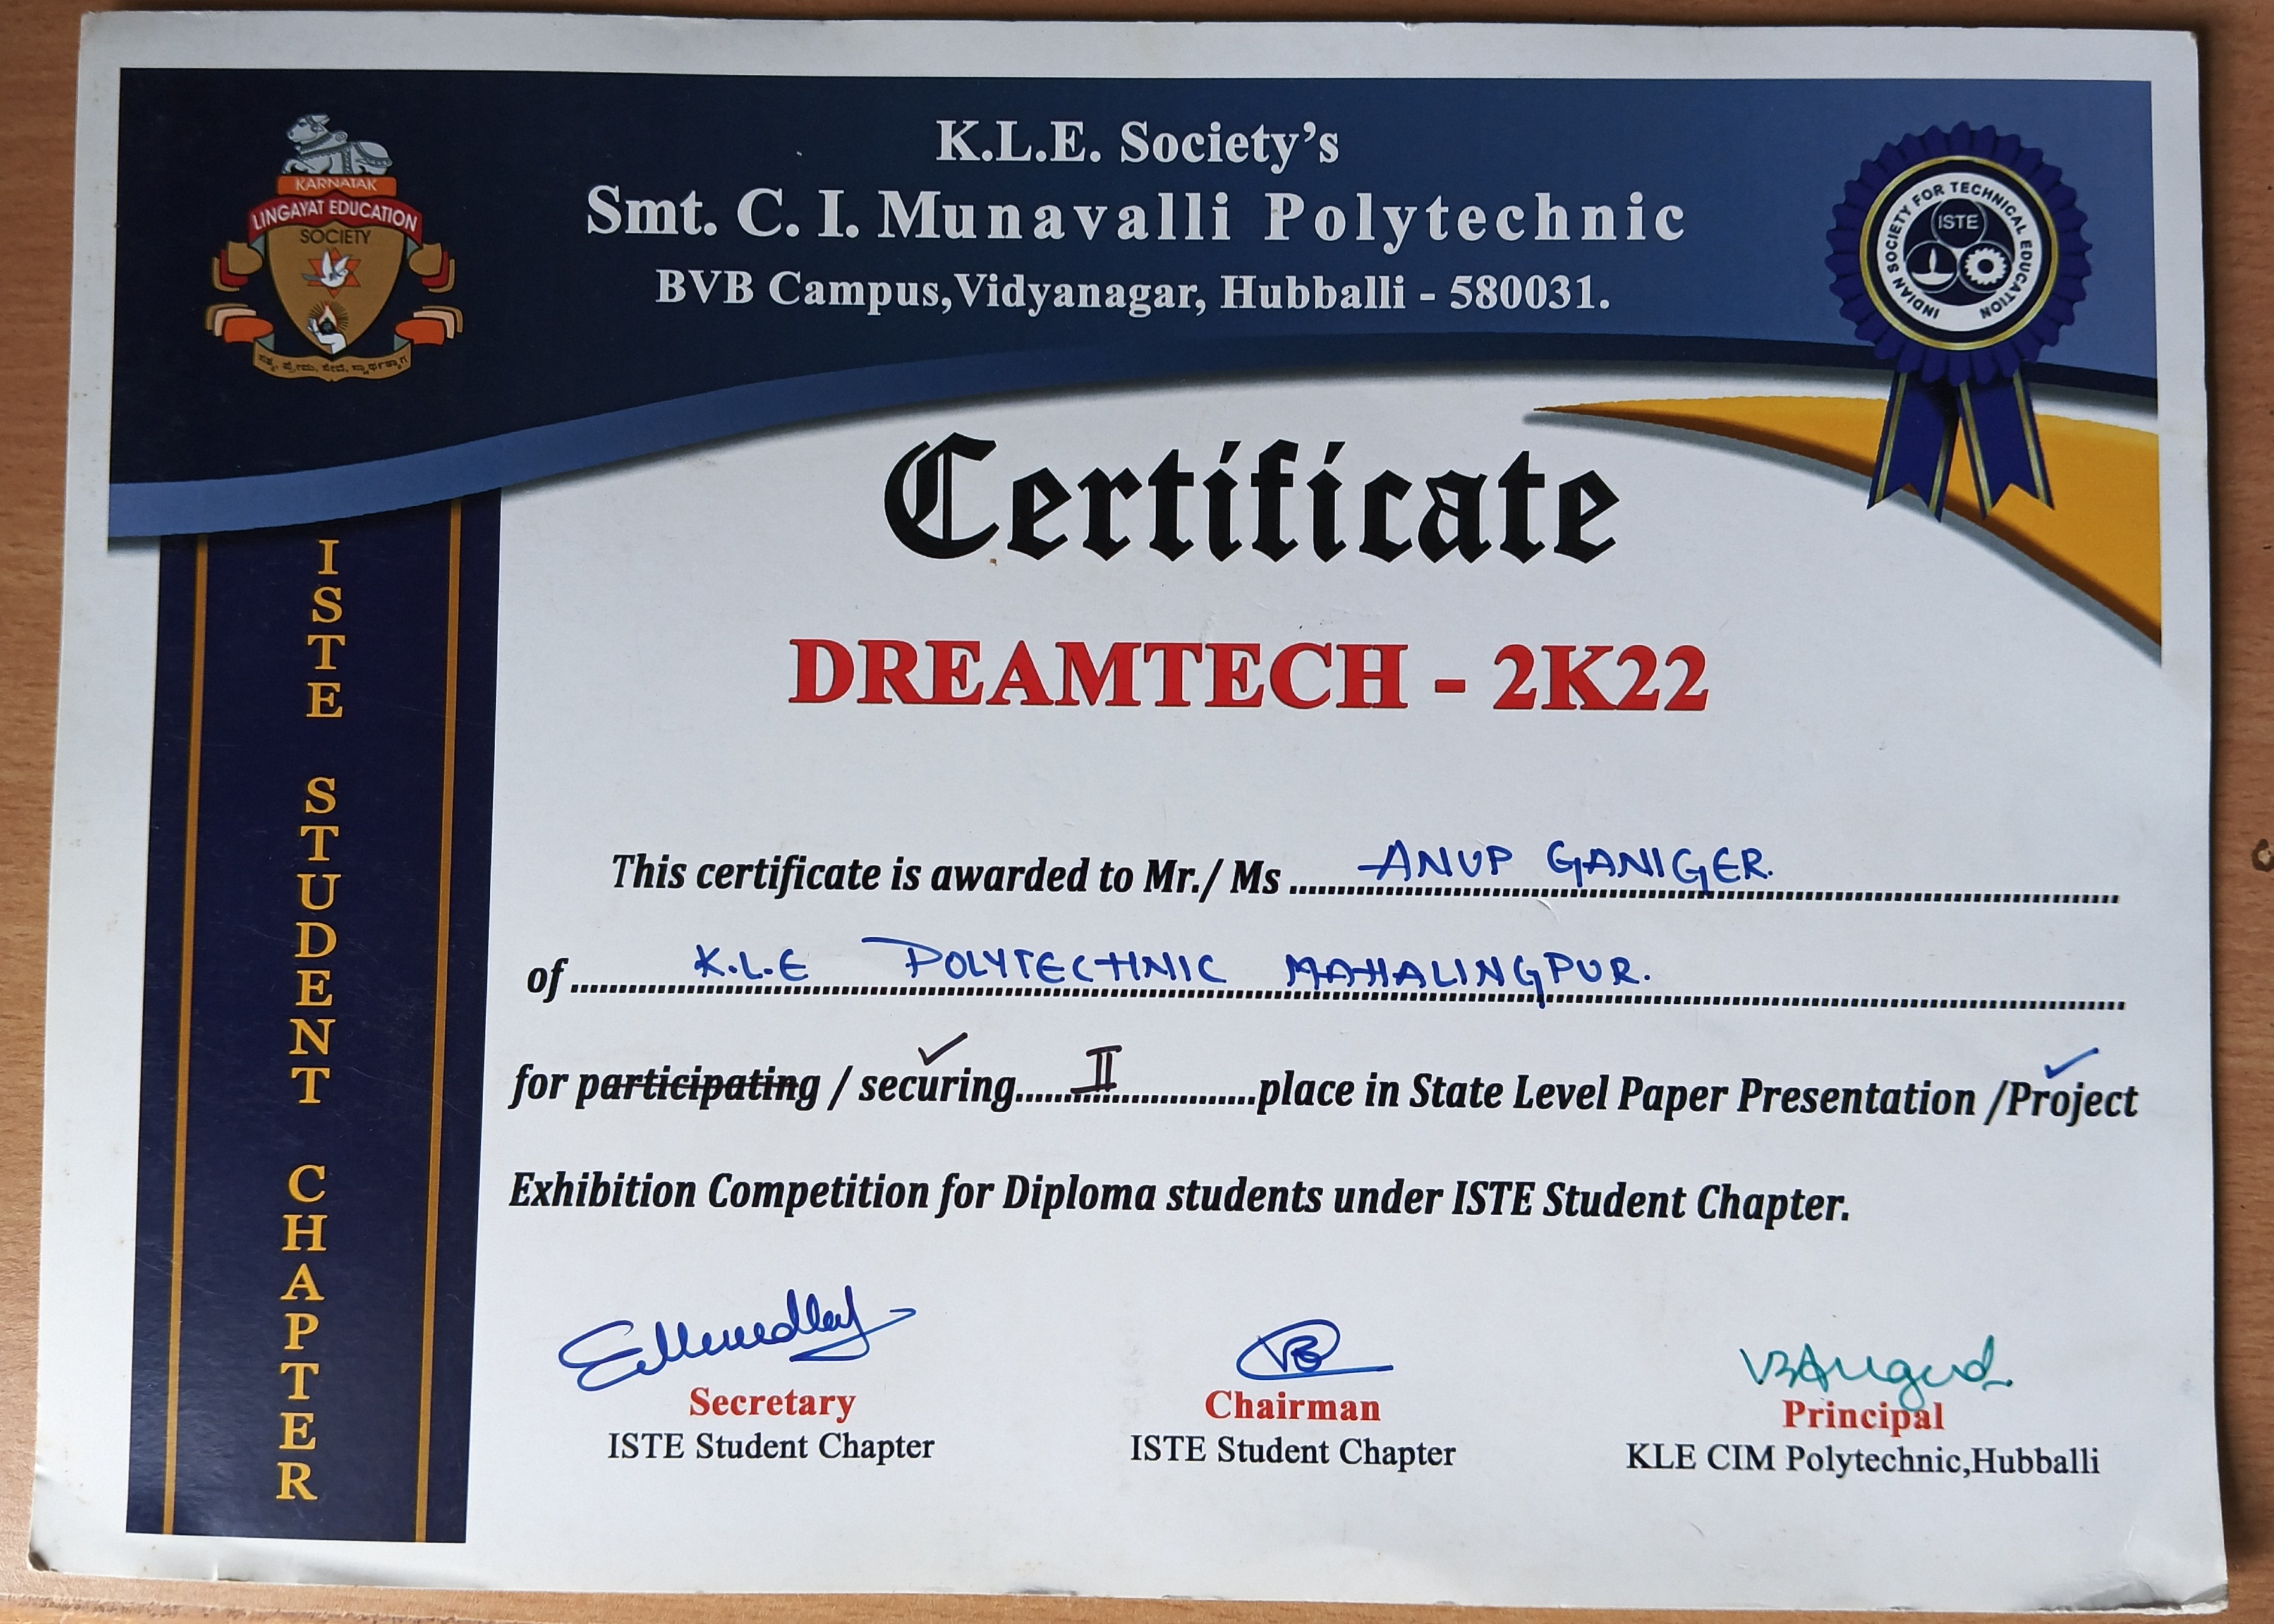 K.L.E. Society's
Smt. C. I. Munavalli Polytechnic
BVB Campus,Vidyanagar, Hubballi - 580031.
KARNATAK
LINGAYAT EDUCATION
SOCIETY
INDIAN SOCIETY FOR TECHNICAL EDUCATION
ISTE
Certificate
DREAMTECH - 2K22
ISTE STUDENT CHAPTER
This certificate is awarded to Mr./ Ms ANUP GANIGER.
of K.L.E POLYTECHNIC MAHALINGPUR.
for participating / securing II place in State Level Paper Presentation /Project
Exhibition Competition for Diploma students under ISTE Student Chapter.
Secretary
ISTE Student Chapter
Chairman
ISTE Student Chapter
Principal
KLE CIM Polytechnic,Hubballi